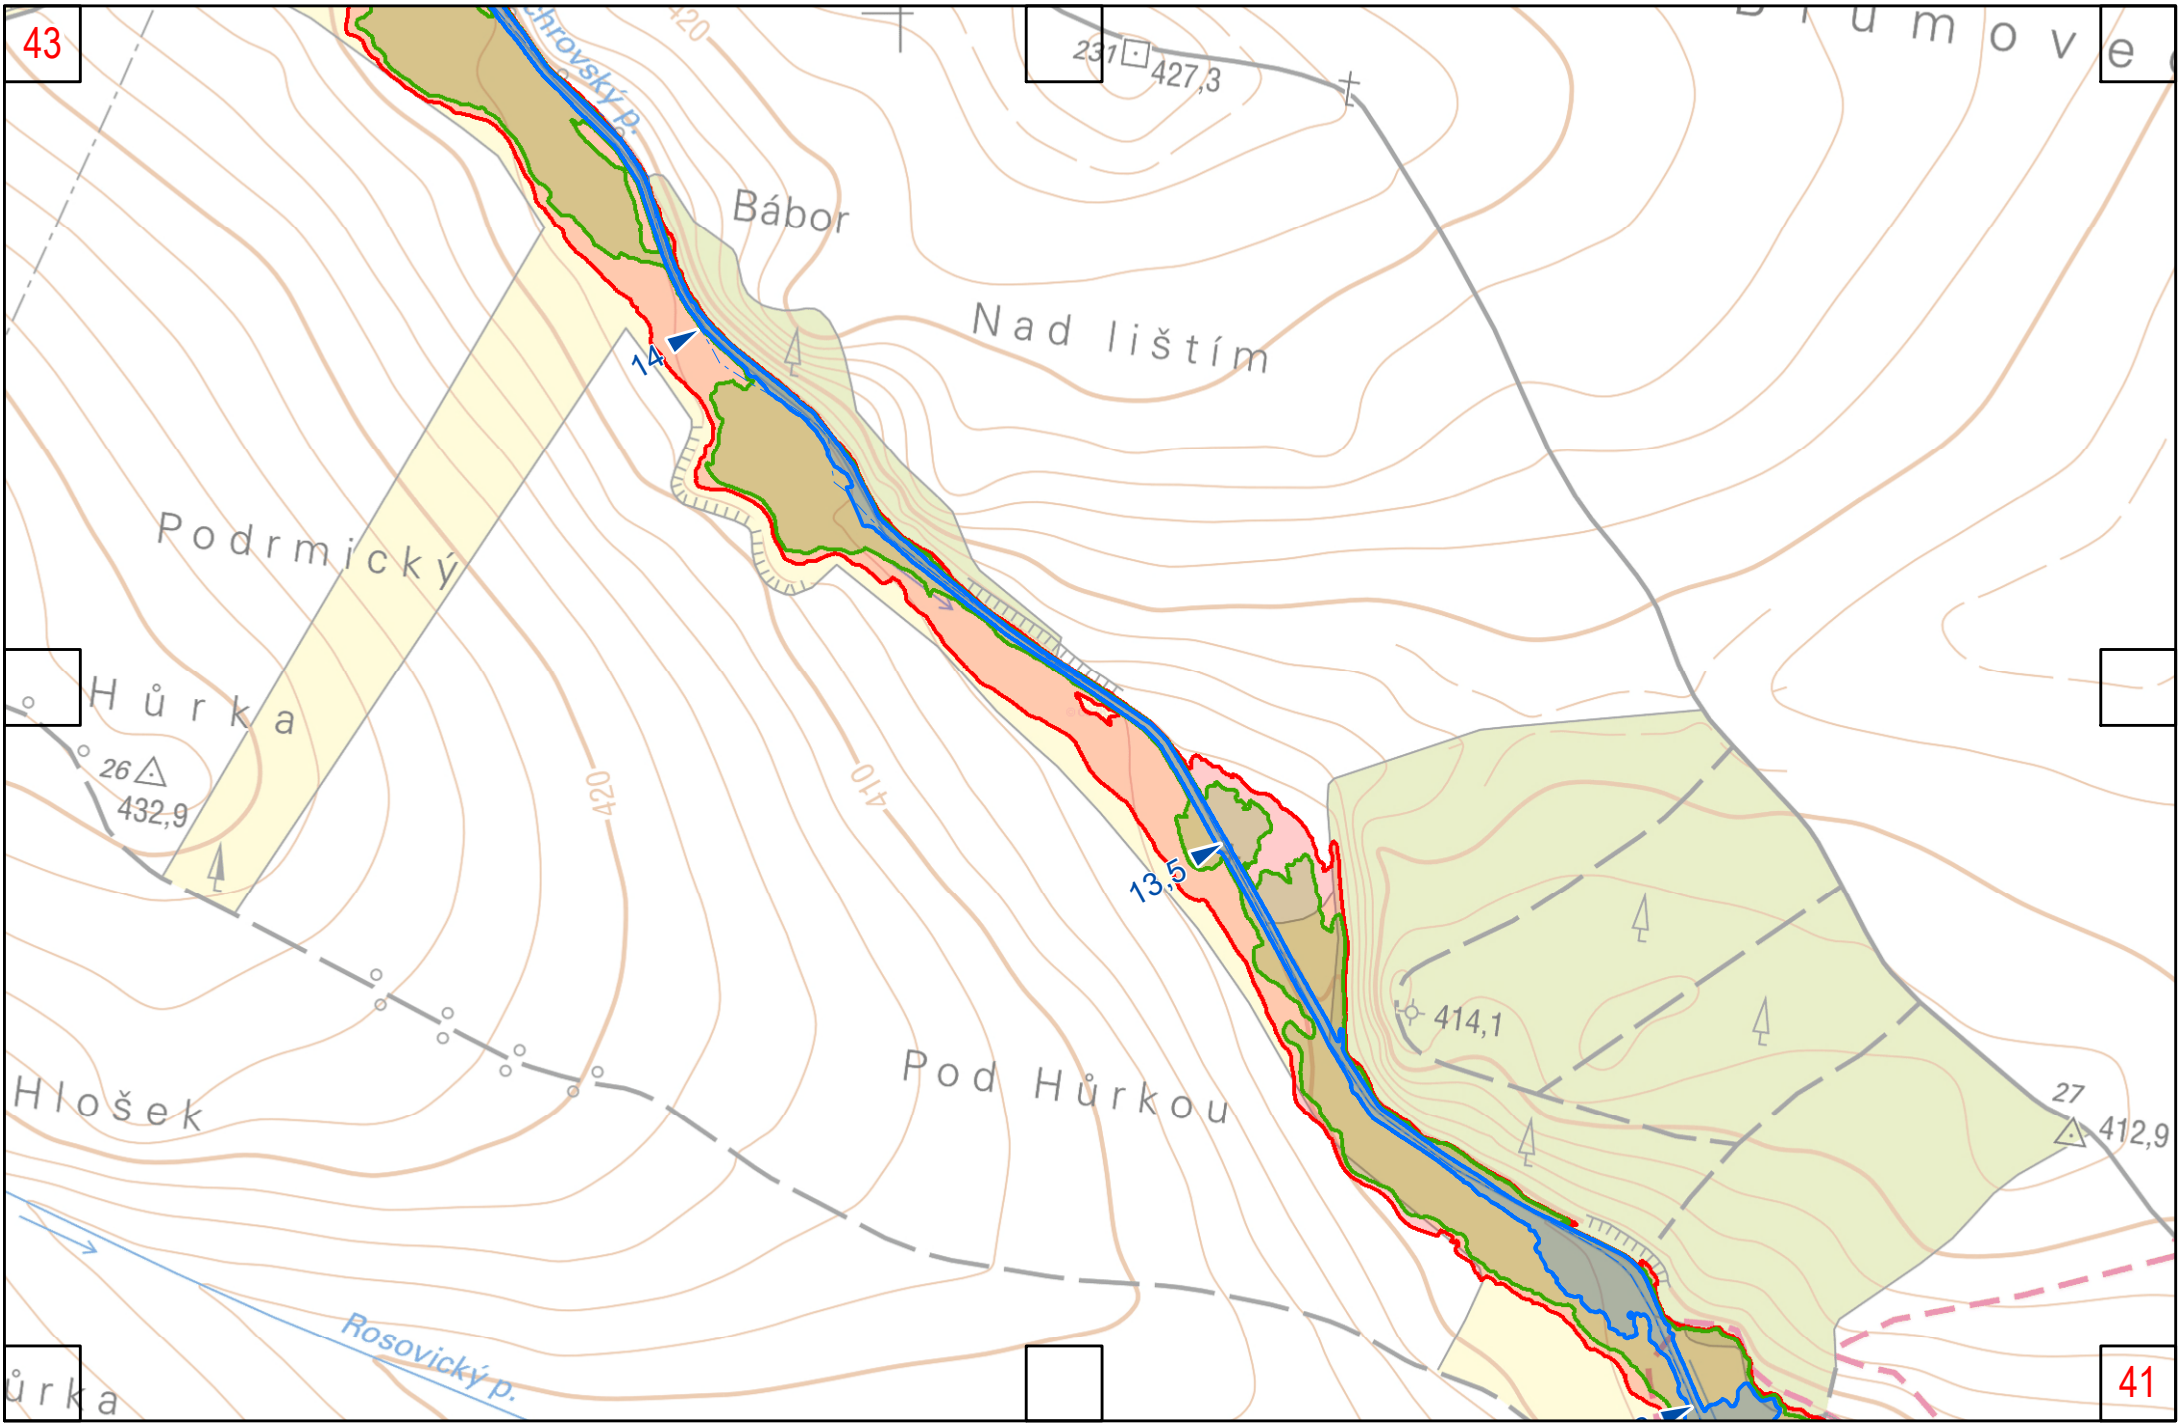 43
420
231
427,3
Bábor
Nad lištím
14
Podrmický
Hůrka
26
432,9
420
410
13,5
414,1
Pod Hůrkou
Hlošek
27
412,9
Rosovický p.
41